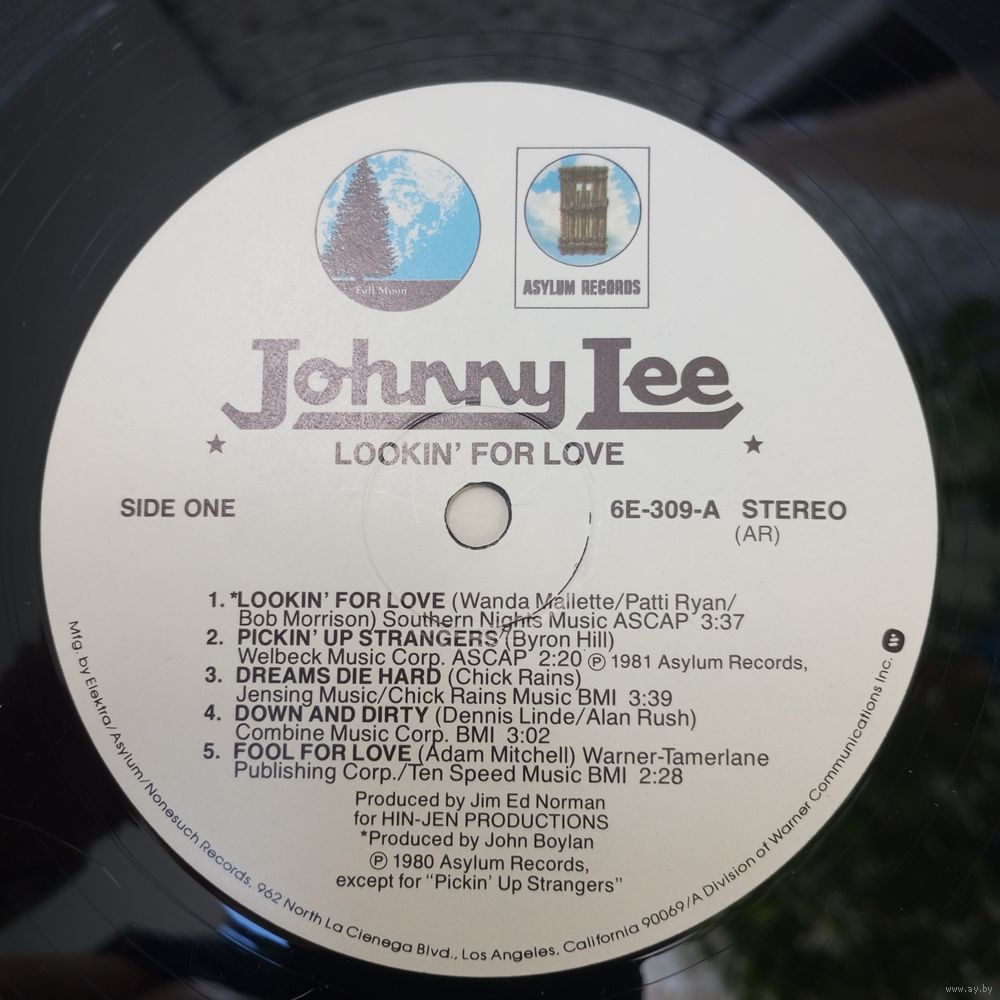 Full Moon
ASYLUM RECORDS
Johnny Lee
★ LOOKIN' FOR LOVE ★
SIDE ONE
6E-309-A STEREO
(AR)
1. *LOOKIN' FOR LOVE (Wanda Mallette/Patti Ryan/
Bob Morrison) Southern Nights Music ASCAP 3:37
2. PICKIN' UP STRANGERS (Byron Hill)
Welbeck Music Corp. ASCAP 2:20 ℗ 1981 Asylum Records,
3. DREAMS DIE HARD (Chick Rains)
Jensing Music/Chick Rains Music BMI 3:39
4. DOWN AND DIRTY (Dennis Linde/Alan Rush)
Combine Music Corp. BMI 3:02
5. FOOL FOR LOVE (Adam Mitchell) Warner-Tamerlane
Publishing Corp./Ten Speed Music BMI 2:28
Produced by Jim Ed Norman
for HIN-JEN PRODUCTIONS
*Produced by John Boylan
℗ 1980 Asylum Records,
except for "Pickin' Up Strangers"
Mfg. by Elektra/Asylum/Nonesuch Records, 962 North La Cienega Blvd., Los Angeles, California 90069/A Division of Warner Communications Inc.
www.ay.by